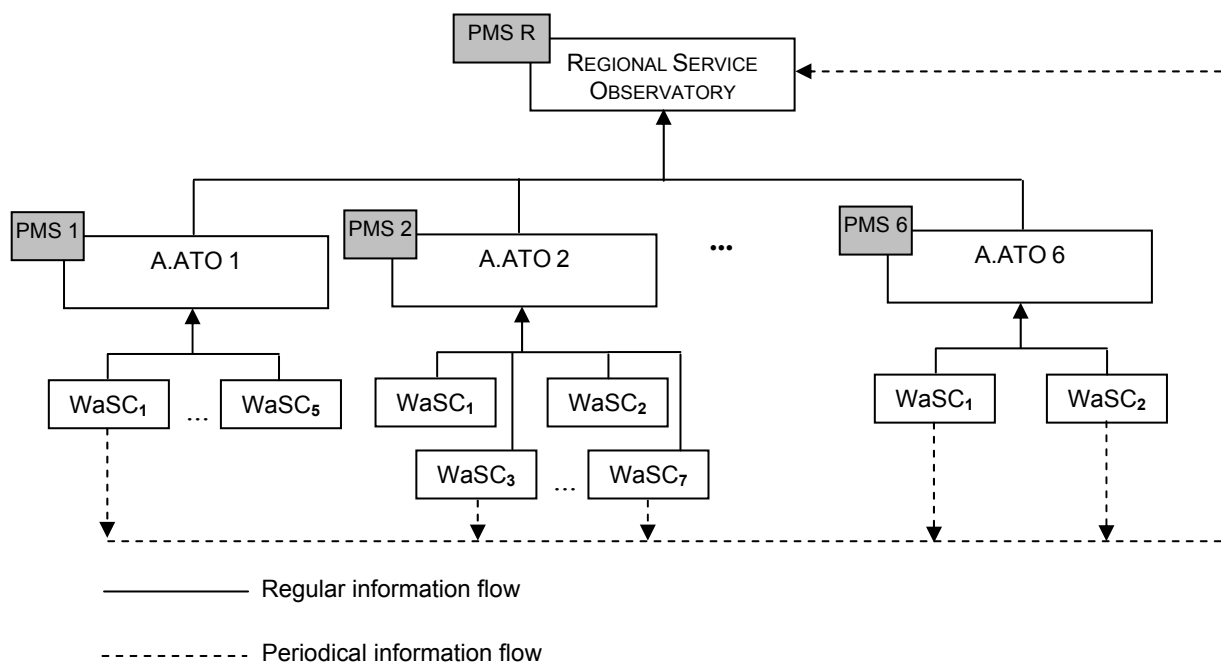 PMS R
REGIONAL SERVICE
OBSERVATORY
PMS 1
A.ATO 1
PMS 2
A.ATO 2
...
PMS 6
A.ATO 6
WaSC1
...
WaSC5
WaSC1
WaSC2
WaSC3
...
WaSC7
WaSC1
WaSC2
Regular information flow
Periodical information flow